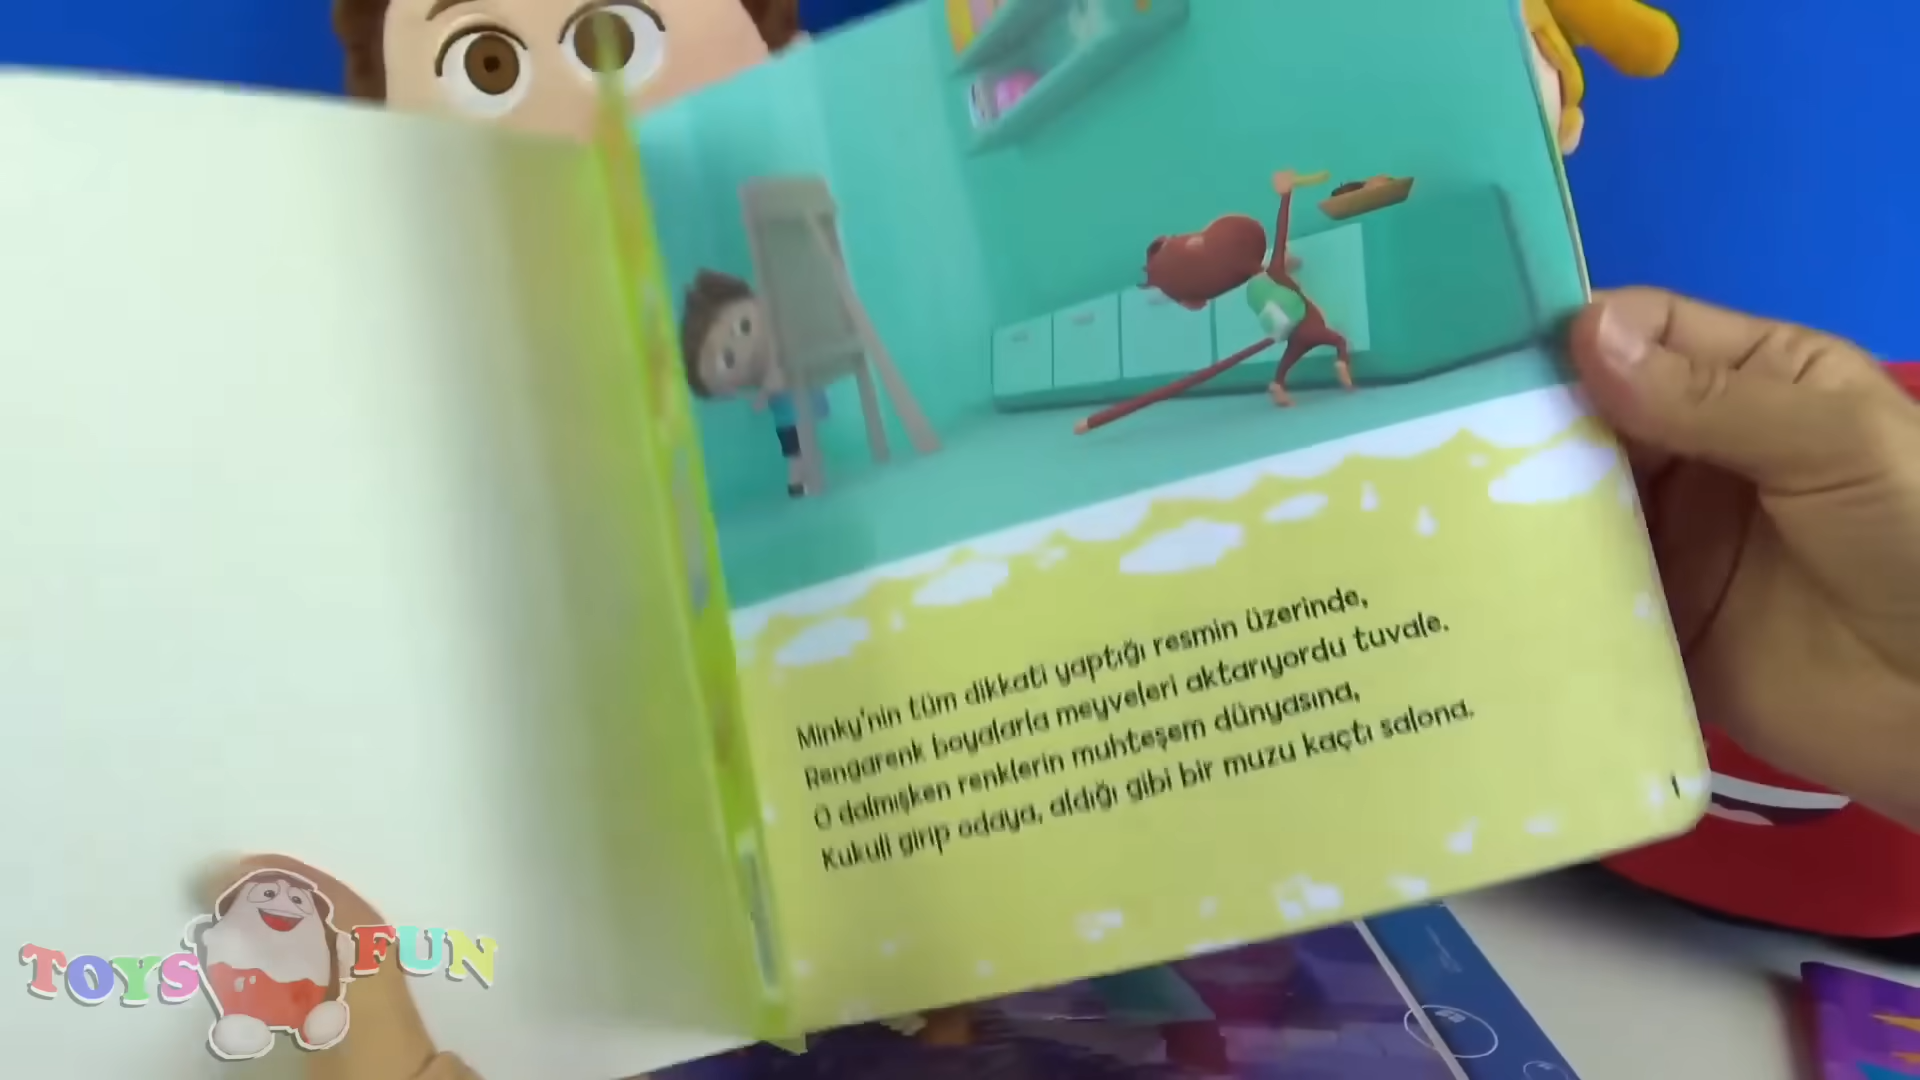 Minky'nin tüm dikkati yaptığı resmin üzerinde,
Rengarenk boyalarla meyveleri aktarıyordu tuvale.
O dalmışken renklerin muhteşem dünyasına,
Kukuli girip odaya, aldığı gibi bir muzu kaçtı salona.
1
TOYS FUN